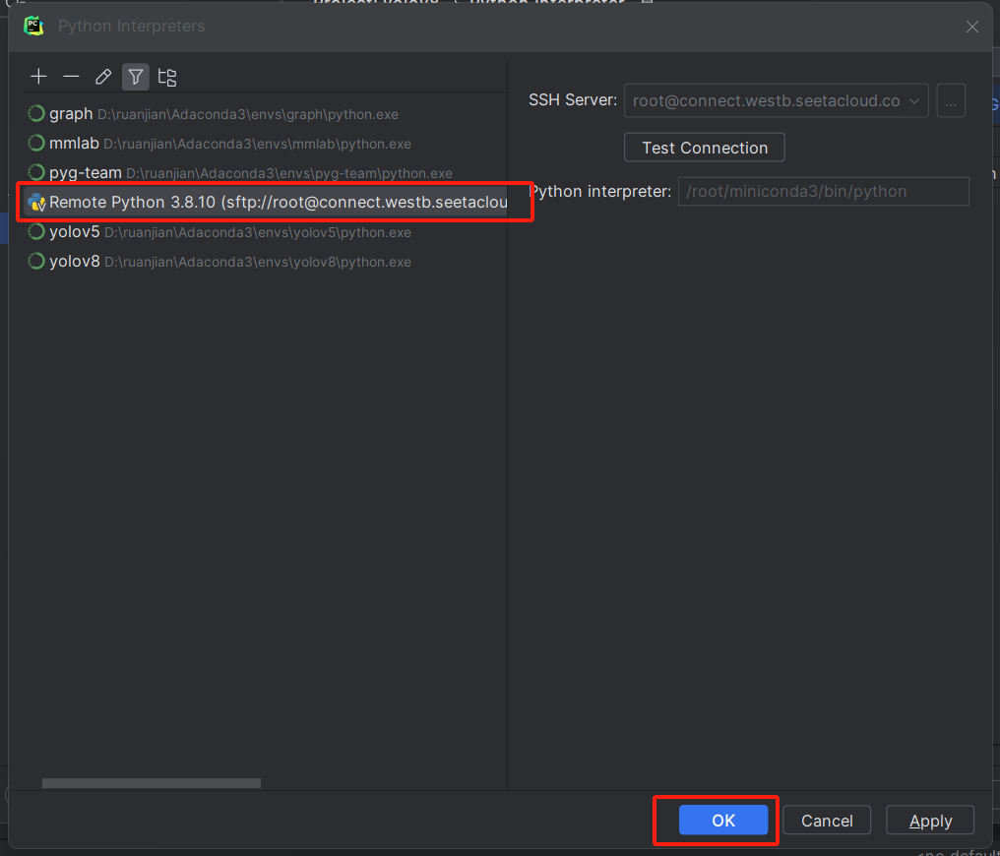 Python Interpreters
graph D:\ruanjian\Adaconda3\envs\graph\python.exe
mmlab D:\ruanjian\Adaconda3\envs\mmlab\python.exe
pyg-team D:\ruanjian\Adaconda3\envs\pyg-team\python.exe
Remote Python 3.8.10 (sftp://root@connect.westb.seetaclou
yolov5 D:\ruanjian\Adaconda3\envs\yolov5\python.exe
yolov8 D:\ruanjian\Adaconda3\envs\yolov8\python.exe
SSH Server: root@connect.westb.seetacloud.co ...
Test Connection
Python interpreter: /root/miniconda3/bin/python
OK Cancel Apply